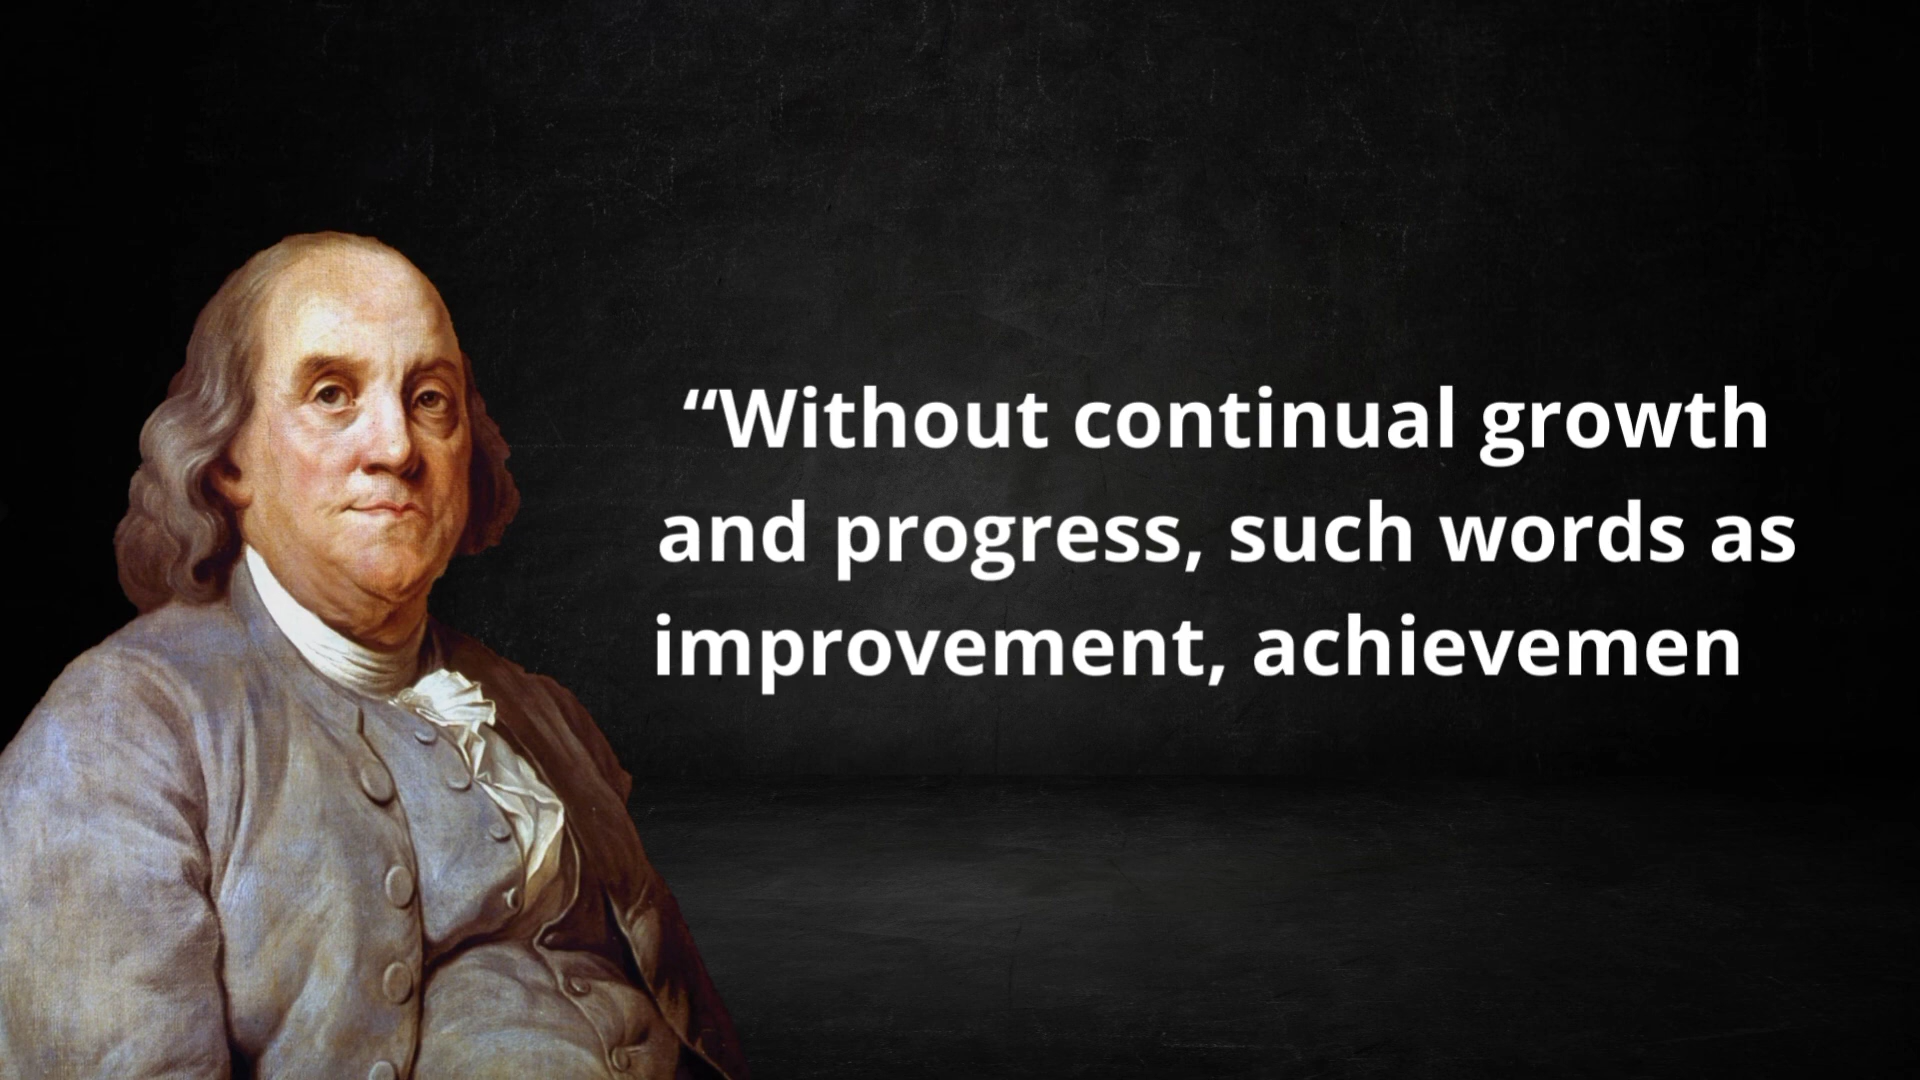 “Without continual growth
and progress, such words as
improvement, achievemen